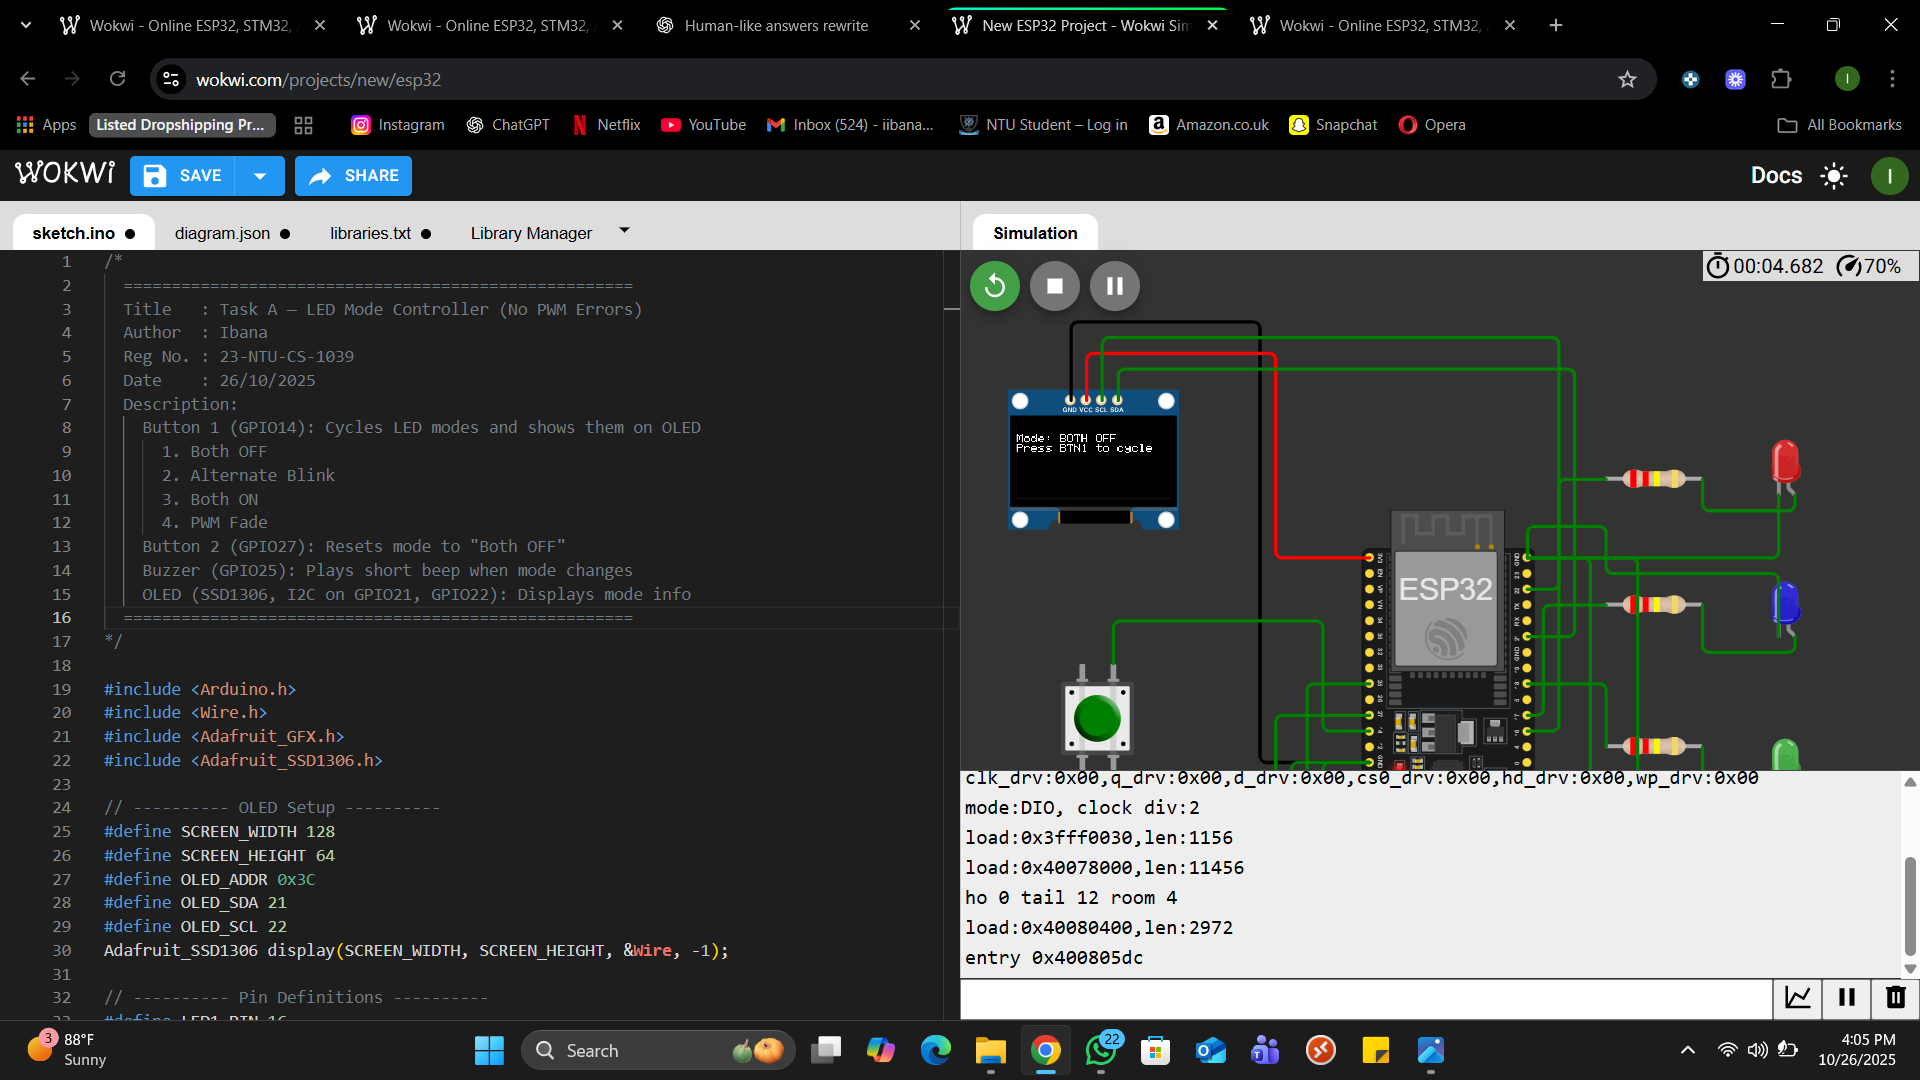 Wokwi - Online ESP32, STM32,
Wokwi - Online ESP32, STM32,
Human-like answers rewrite
New ESP32 Project - Wokwi Sim
Wokwi - Online ESP32, STM32,
wokwi.com/projects/new/esp32
I
Apps
Listed Dropshipping Pr...
Instagram
ChatGPT
Netflix
YouTube
Inbox (524) - iibana...
NTU Student – Log in
Amazon.co.uk
Snapchat
Opera
All Bookmarks
WOKWi
SAVE
SHARE
Docs
I
sketch.ino
diagram.json
libraries.txt
Library Manager
Simulation
00:04.682
70%
1 /*
2 =====================================================
3 Title : Task A – LED Mode Controller (No PWM Errors)
4 Author : Ibana
5 Reg No. : 23-NTU-CS-1039
6 Date : 26/10/2025
7 Description:
8 Button 1 (GPIO14): Cycles LED modes and shows them on OLED
9 1. Both OFF
10 2. Alternate Blink
11 3. Both ON
12 4. PWM Fade
13 Button 2 (GPIO27): Resets mode to "Both OFF"
14 Buzzer (GPIO25): Plays short beep when mode changes
15 OLED (SSD1306, I2C on GPIO21, GPIO22): Displays mode info
16 =====================================================
17 */
18
19 #include <Arduino.h>
20 #include <Wire.h>
21 #include <Adafruit_GFX.h>
22 #include <Adafruit_SSD1306.h>
23
24 // ---------- OLED Setup ----------
25 #define SCREEN_WIDTH 128
26 #define SCREEN_HEIGHT 64
27 #define OLED_ADDR 0x3C
28 #define OLED_SDA 21
29 #define OLED_SCL 22
30 Adafruit_SSD1306 display(SCREEN_WIDTH, SCREEN_HEIGHT, &Wire, -1);
31
32 // ---------- Pin Definitions ----------
33 #define LED1_PIN 16
GND VCC SCL SDA
Mode: BOTH OFF
Press BTN1 to cycle
ESP32
clk_drv:0x00,q_drv:0x00,d_drv:0x00,cs0_drv:0x00,hd_drv:0x00,wp_drv:0x00
mode:DIO, clock div:2
load:0x3fff0030,len:1156
load:0x40078000,len:11456
ho 0 tail 12 room 4
load:0x40080400,len:2972
entry 0x400805dc
3
88°F
Sunny
Search
22
4:05 PM
10/26/2025